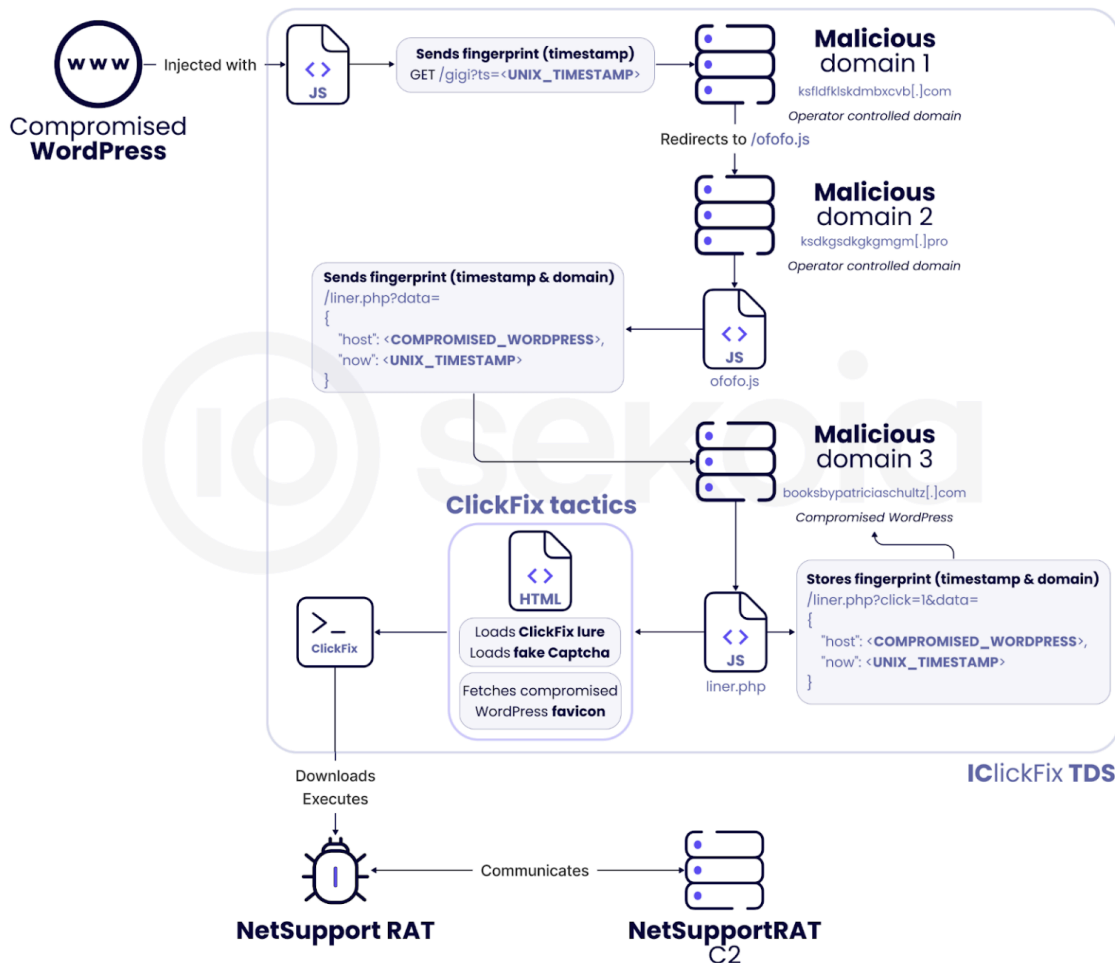 www
Compromised
WordPress
Injected with
JS
Sends fingerprint (timestamp)
GET /gigi?ts=<UNIX_TIMESTAMP>
Malicious
domain 1
ksfldfklskdmbxcvb[.]com
Operator controlled domain
Redirects to /ofofo.js
Malicious
domain 2
ksdkgsdkgkgmgm[.]pro
Operator controlled domain
Sends fingerprint (timestamp & domain)
/liner.php?data=
{
"host": <COMPROMISED_WORDPRESS>,
"now": <UNIX_TIMESTAMP>
}
JS
ofofo.js
sekoia
Malicious
domain 3
booksbypatriciaschultz[.]com
Compromised WordPress
ClickFix tactics
HTML
Loads ClickFix lure
Loads fake Captcha
Fetches compromised
WordPress favicon
>_
ClickFix
JS
liner.php
Stores fingerprint (timestamp & domain)
/liner.php?click=1&data=
{
"host": <COMPROMISED_WORDPRESS>,
"now": <UNIX_TIMESTAMP>
}
IClickFix TDS
Downloads
Executes
Communicates
NetSupport RAT
NetSupportRAT
C2